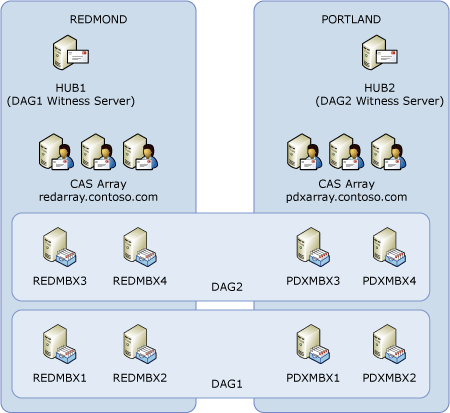 REDMOND
PORTLAND
HUB1
(DAG1 Witness Server)
HUB2
(DAG2 Witness Server)
CAS Array
redarray.contoso.com
CAS Array
pdxarray.contoso.com
REDMBX3
REDMBX4
PDXMBX3
PDXMBX4
DAG2
REDMBX1
REDMBX2
PDXMBX1
PDXMBX2
DAG1